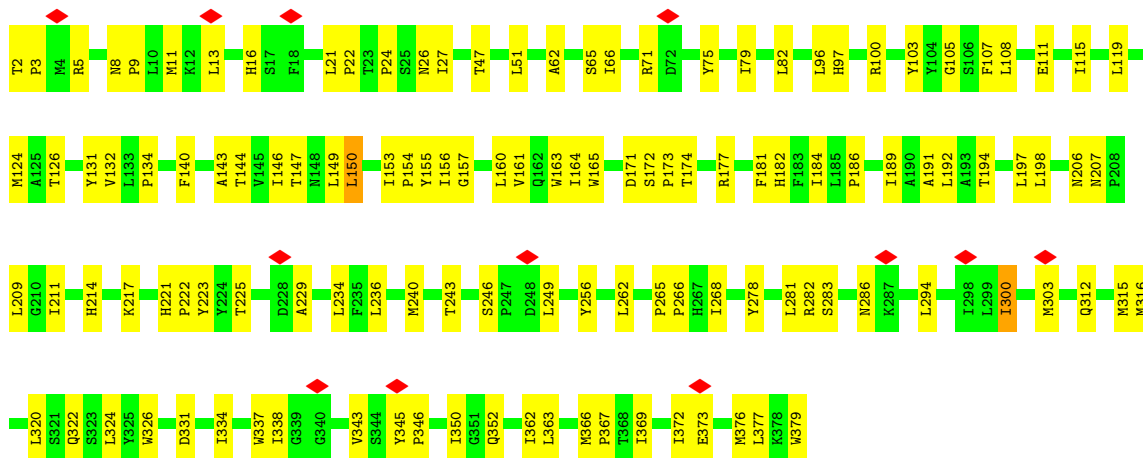 T2 P3 M4 R5 N8 P9 L10 M11 K12 L13 H16 S17 F18 L21 P22 T23 P24 S25 N26 I27 T47 L51 A62 S65 I66 R71 D72 Y75 I79 L82 L96 H97 R100 Y103 Y104 G105 S106 F107 L108 E111 I115 L119
M124 A125 T126 Y131 V132 L133 P134 F140 A143 T144 V145 I146 T147 N148 L149 L150 I153 P154 Y155 I156 G157 L160 V161 Q162 W163 I164 W165 D171 S172 P173 T174 R177 F181 H182 F183 I184 L185 P186 I189 A190 A191 L192 A193 T194 L197 L198 N206 N207 P208
L209 G210 I211 H214 K217 H221 P222 Y223 Y224 T225 D228 A229 L234 F235 L236 M240 T243 S246 P247 D248 L249 Y256 L262 P265 P266 H267 I268 Y278 L281 R282 S283 N286 K287 L294 I298 L299 I300 M303 Q312 M315 M316
L320 S321 Q322 S323 L324 Y325 W326 D331 I334 W337 I338 G339 G340 V343 S344 Y345 P346 I350 G351 Q352 I362 L363 M366 P367 T368 I369 I372 E373 M376 L377 K378 W379